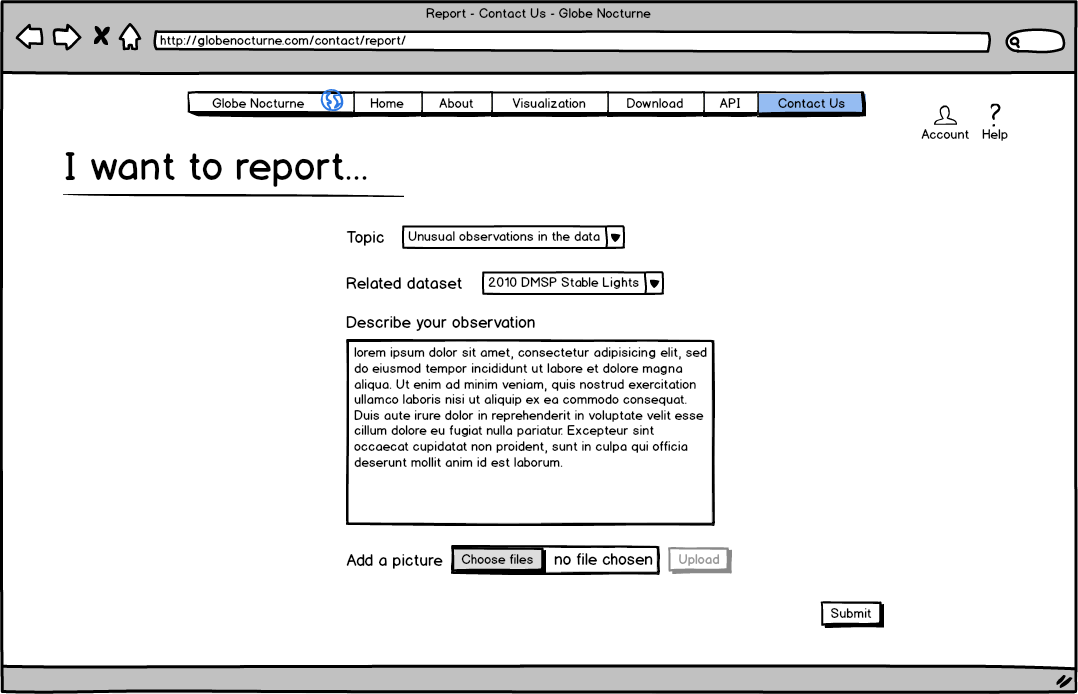 Report - Contact Us - Globe Nocturne
http://globenocturne.com/contact/report/
Globe Nocturne Home About Visualization Download API Contact Us
Account Help
I want to report...
Topic Unusual observations in the data
Related dataset 2010 DMSP Stable Lights
Describe your observation
lorem ipsum dolor sit amet, consectetur adipisicing elit, sed
do eiusmod tempor incididunt ut labore et dolore magna
aliqua. Ut enim ad minim veniam, quis nostrud exercitation
ullamco laboris nisi ut aliquip ex ea commodo consequat.
Duis aute irure dolor in reprehenderit in voluptate velit esse
cillum dolore eu fugiat nulla pariatur. Excepteur sint
occaecat cupidatat non proident, sunt in culpa qui officia
deserunt mollit anim id est laborum.
Add a picture Choose files no file chosen Upload
Submit